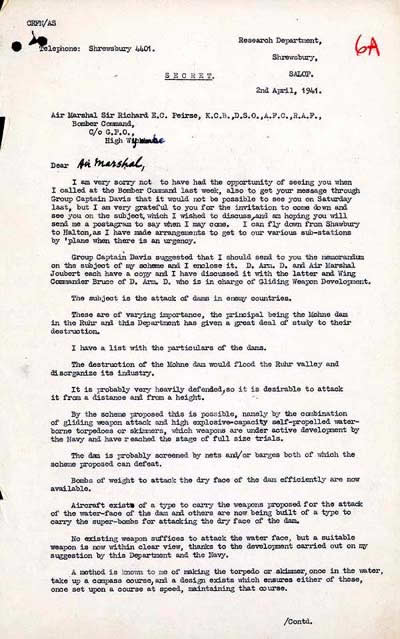 CRFN/AS
Telephone: Shrewsbury 4401.
Research Department,
Shrewsbury,
SALOP.
6A
SECRET.
2nd April, 1941.
Air Marshal Sir Richard E.C. Peirse, K.C.B.,D.S.O.,A.F.C.,R.A.F.,
Bomber Command,
C/o G.P.O.,
High
Dear Air Marshal,
I am very sorry not to have had the opportunity of seeing you when
I called at the Bomber Command last week, also to get your message through
Group Captain Davis that it would not be possible to see you on Saturday
last, but I am very grateful to you for the invitation to come down and
see you on the subject, which I wished to discuss, and am hoping you will
send me a postagram to say when I may come. I can fly down from Shawbury
to Halton, as I have made arrangements to get to our various sub-stations
by 'plane when there is an urgency.
Group Captain Davis suggested that I should send to you the memorandum
on the subject of my scheme and I enclose it. D. Arm. D. and Air Marshal
Joubert each have a copy and I have discussed it with the latter and Wing
Commander Bruce of D. Arm. D. who is in charge of Gliding Weapon Development.
The subject is the attack of dams in enemy countries.
These are of varying importance, the principal being the Mohne dam
in the Ruhr and this Department has given a great deal of study to their
destruction.
I have a list with the particulars of the dams.
The destruction of the Mohne dam would flood the Ruhr valley and
disorganize its industry.
It is probably very heavily defended, so it is desirable to attack
it from a distance and from a height.
By the scheme proposed this is possible, namely by the combination
of gliding weapon attack and high explosive-capacity self-propelled water-
borne torpedoes or skimmers, which weapons are under active development by
the Navy and have reached the stage of full size trials.
The dam is probably screened by nets and/or barges both of which the
scheme proposed can defeat.
Bombs of weight to attack the dry face of the dam efficiently are now
available.
Aircraft exists of a type to carry the weapons proposed for the attack
of the water-face of the dam and others are now being built of a type to
carry the super-bombs for attacking the dry face of the dam.
No existing weapon suffices to attack the water face, but a suitable
weapon is now within clear view, thanks to the development carried out on my
suggestion by this Department and the Navy.
A method is known to me of making the torpedo or skimmer, once in the water,
take up a compass course, and a design exists which ensures either of these,
once set upon a course at speed, maintaining that course.
/Contd.